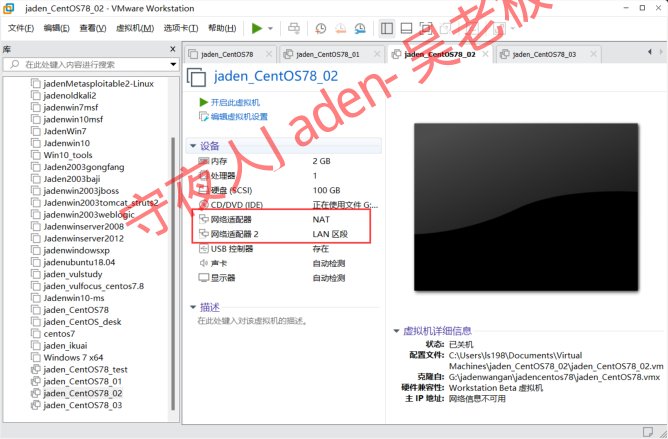 jaden_CentOS78_02 - VMware Workstation
文件(F) 编辑(E) 查看(V) 虚拟机(M) 选项卡(T) 帮助(H)
库
在此处键入内容进行搜索
jadenMetasploitable2-Linux
jadenoldkali2
jadenwin7msf
jadenwin10msf
JadenWin7
Jadenwin10
Win10_tools
Jaden2003gongfang
Jaden2003baji
jadenwin2003jboss
Jadenwin2003tomcat_struts2
Jadenwin2003weblogic
Jadenwinserver2008
Jadenwinserver2012
jadenwindowsxp
jadenubuntu18.04
jaden_vulstudy
jaden_vulfocus_centos7.8
Jadenwin10-ms
jaden_CentOS78
jaden_CentOS_desk
centos7
jaden_ikuai
Windows 7 x64
jaden_CentOS78_test
jaden_CentOS78_01
jaden_CentOS78_02
jaden_CentOS78_03
jaden_CentOS78 jaden_CentOS78_01 jaden_CentOS78_02 jaden_CentOS78_03
jaden_CentOS78_02
开启此虚拟机
编辑虚拟机设置
设备
内存 2 GB
处理器 1
硬盘 (SCSI) 100 GB
CD/DVD (IDE) 正在使用文件 G:...
网络适配器 NAT
网络适配器 2 LAN 区段
USB 控制器 存在
声卡 自动检测
显示器 自动检测
描述
在此处键入对该虚拟机的描述。
虚拟机详细信息
状态: 已关机
配置文件: C:\Users\ls198\Documents\Virtual
Machines\jaden_CentOS78_02\jaden_CentOS78_02.vm
克隆自: G:\jadenwangan\jadencentos78\jaden_CentOS78.vmx
硬件兼容性: Workstation Beta 虚拟机
主 IP 地址: 网络信息不可用
守夜人Jaden-吴老板